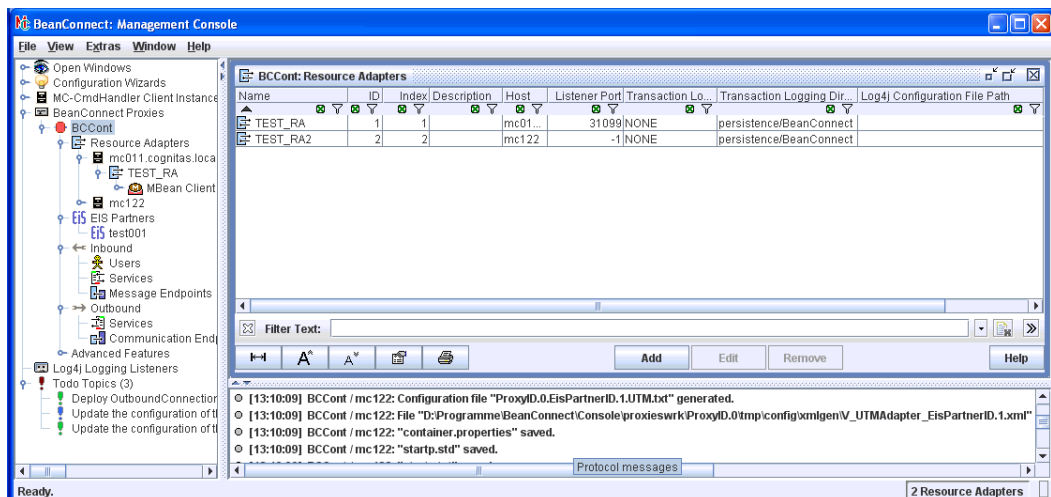 BeanConnect: Management Console
File View Extras Window Help
Open Windows
Configuration Wizards
MC-CmdHandler Client Instance
BeanConnect Proxies
BCCont
Resource Adapters
mc011.cognitas.loca
TEST_RA
MBean Client
mc122
EIS Partners
test001
Inbound
Users
Services
Message Endpoints
Outbound
Services
Communication Endp
Advanced Features
Log4j Logging Listeners
Todo Topics (3)
Deploy OutboundConnection
Update the configuration of tl
Update the configuration of tl
BCCont: Resource Adapters
Name ID Index Description Host Listener Port Transaction Lo... Transaction Logging Dir... Log4j Configuration File Path
TEST_RA 1 1 mc01... 31099 NONE persistence/BeanConnect
TEST_RA2 2 2 mc122 -1 NONE persistence/BeanConnect
Filter Text:
Add Edit Remove Help
[13:10:09] BCCont / mc122: Configuration file "ProxyID.0.EisPartnerID.1.UTM.txt" generated.
[13:10:09] BCCont / mc122: File "D:\Programme\BeanConnect\Console\proxieswrk\ProxyID.0\tmp\config\xmlgen\V_UTMAdapter_EisPartnerID.1.xml"
[13:10:09] BCCont / mc122: "container.properties" saved.
[13:10:09] BCCont / mc122: "startp.std" saved.
Protocol messages
Ready.
2 Resource Adapters